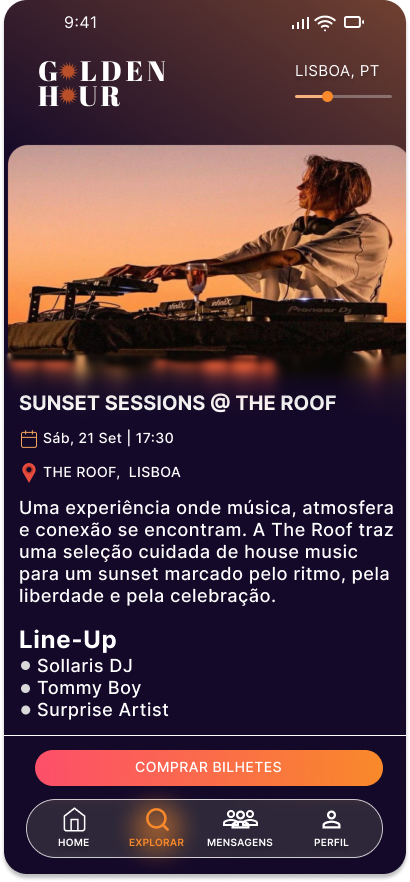 9:41
GOLDEN
HOUR
LISBOA, PT
Pioneer Dj
SUNSET SESSIONS @ THE ROOF
Sáb, 21 Set | 17:30
THE ROOF, LISBOA
Uma experiência onde música, atmosfera
e conexão se encontram. A The Roof traz
uma seleção cuidada de house music
para um sunset marcado pelo ritmo, pela
liberdade e pela celebração.
Line-Up
Sollaris DJ
Tommy Boy
Surprise Artist
COMPRAR BILHETES
HOME
EXPLORAR
MENSAGENS
PERFIL